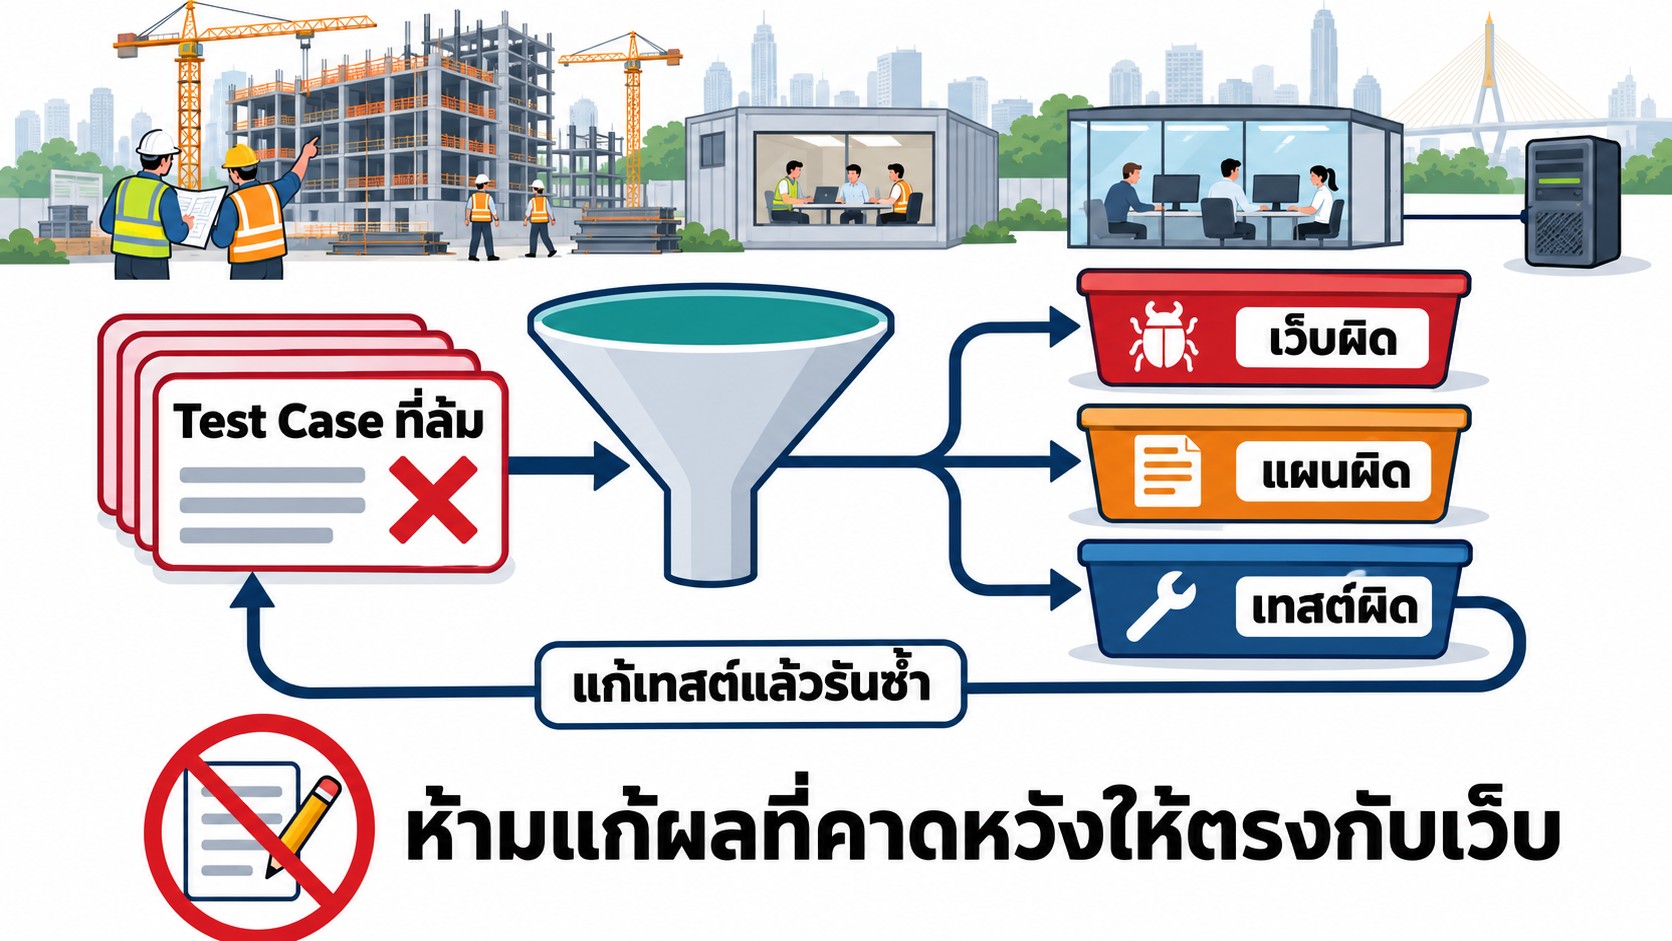 Test Case ที่ล้ม
เว็บผิด
แผนผิด
เทสต์ผิด
แก้เทสต์แล้วรันซ้ำ
ห้ามแก้ผลที่คาดหวังให้ตรงกับเว็บ